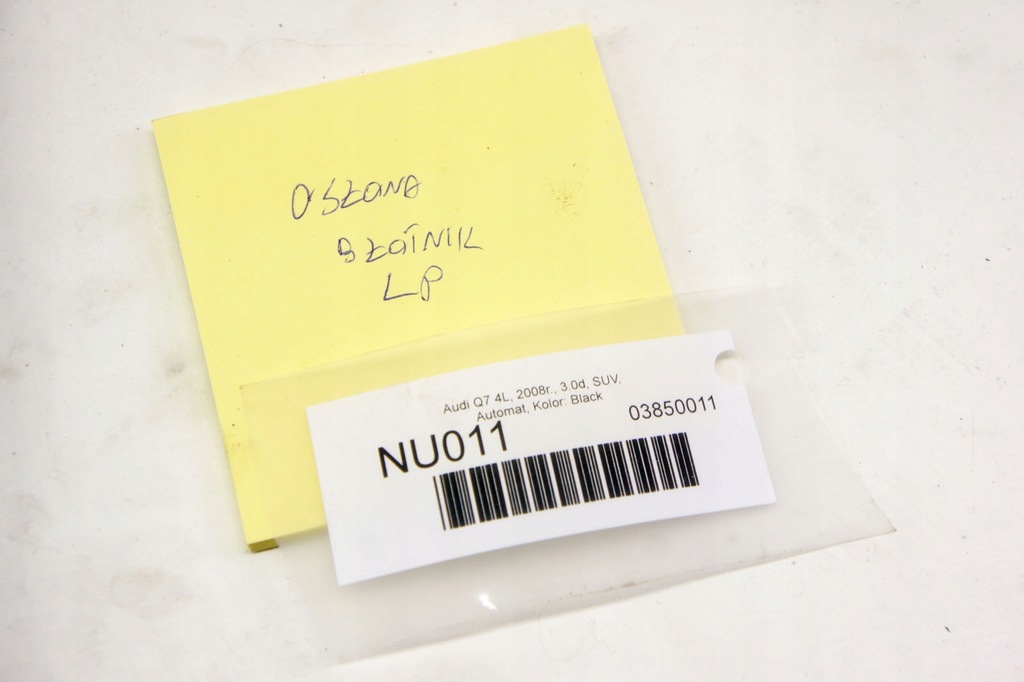 OSŁONA
BŁOTNIK
LP
Audi Q7 4L, 2008r., 3.0d, SUV,
Automat, Kolor: Black
NU011
03850011